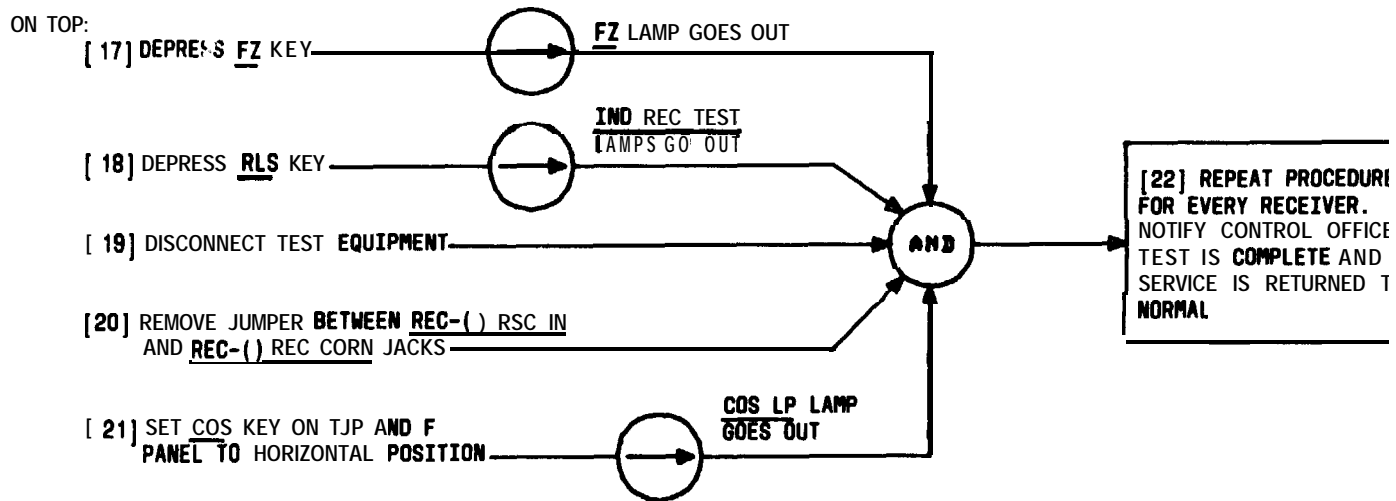 ON TOP:
[17] DEPRESS FZ KEY
FZ LAMP GOES OUT
[18] DEPRESS RLS KEY
IND REC TEST
LAMPS GO OUT
[19] DISCONNECT TEST EQUIPMENT
AND
[20] REMOVE JUMPER BETWEEN REC-( ) RSC IN
AND REC-( ) REC CORN JACKS
[21] SET COS KEY ON TJP AND F
PANEL TO HORIZONTAL POSITION
COS LP LAMP
GOES OUT
[22] REPEAT PROCEDURE
FOR EVERY RECEIVER.
NOTIFY CONTROL OFFICE
TEST IS COMPLETE AND
SERVICE IS RETURNED T
NORMAL